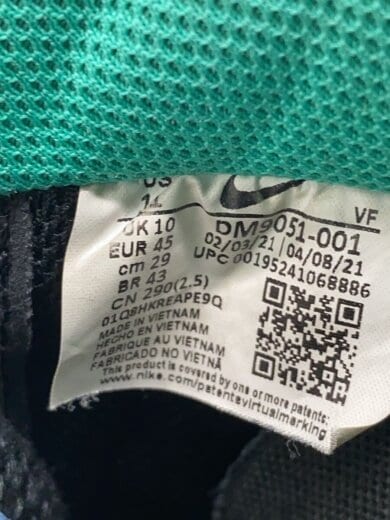 US
UK 10
EUR 45
cm 29
BR 43
CN 290(2.5)
01Q8HKREAPE9Q
MADE IN VIETNAM
HECHO EN VIETNAM
FABRIQUE AU VIETNAM
FABRICADO NO VIETNÃ
VF
DM9051-001
02/03/21 | 04/08/21
UPC 00195241068886
This product is covered by one or more patents:
www.nike.com/patentsvirtualmarking